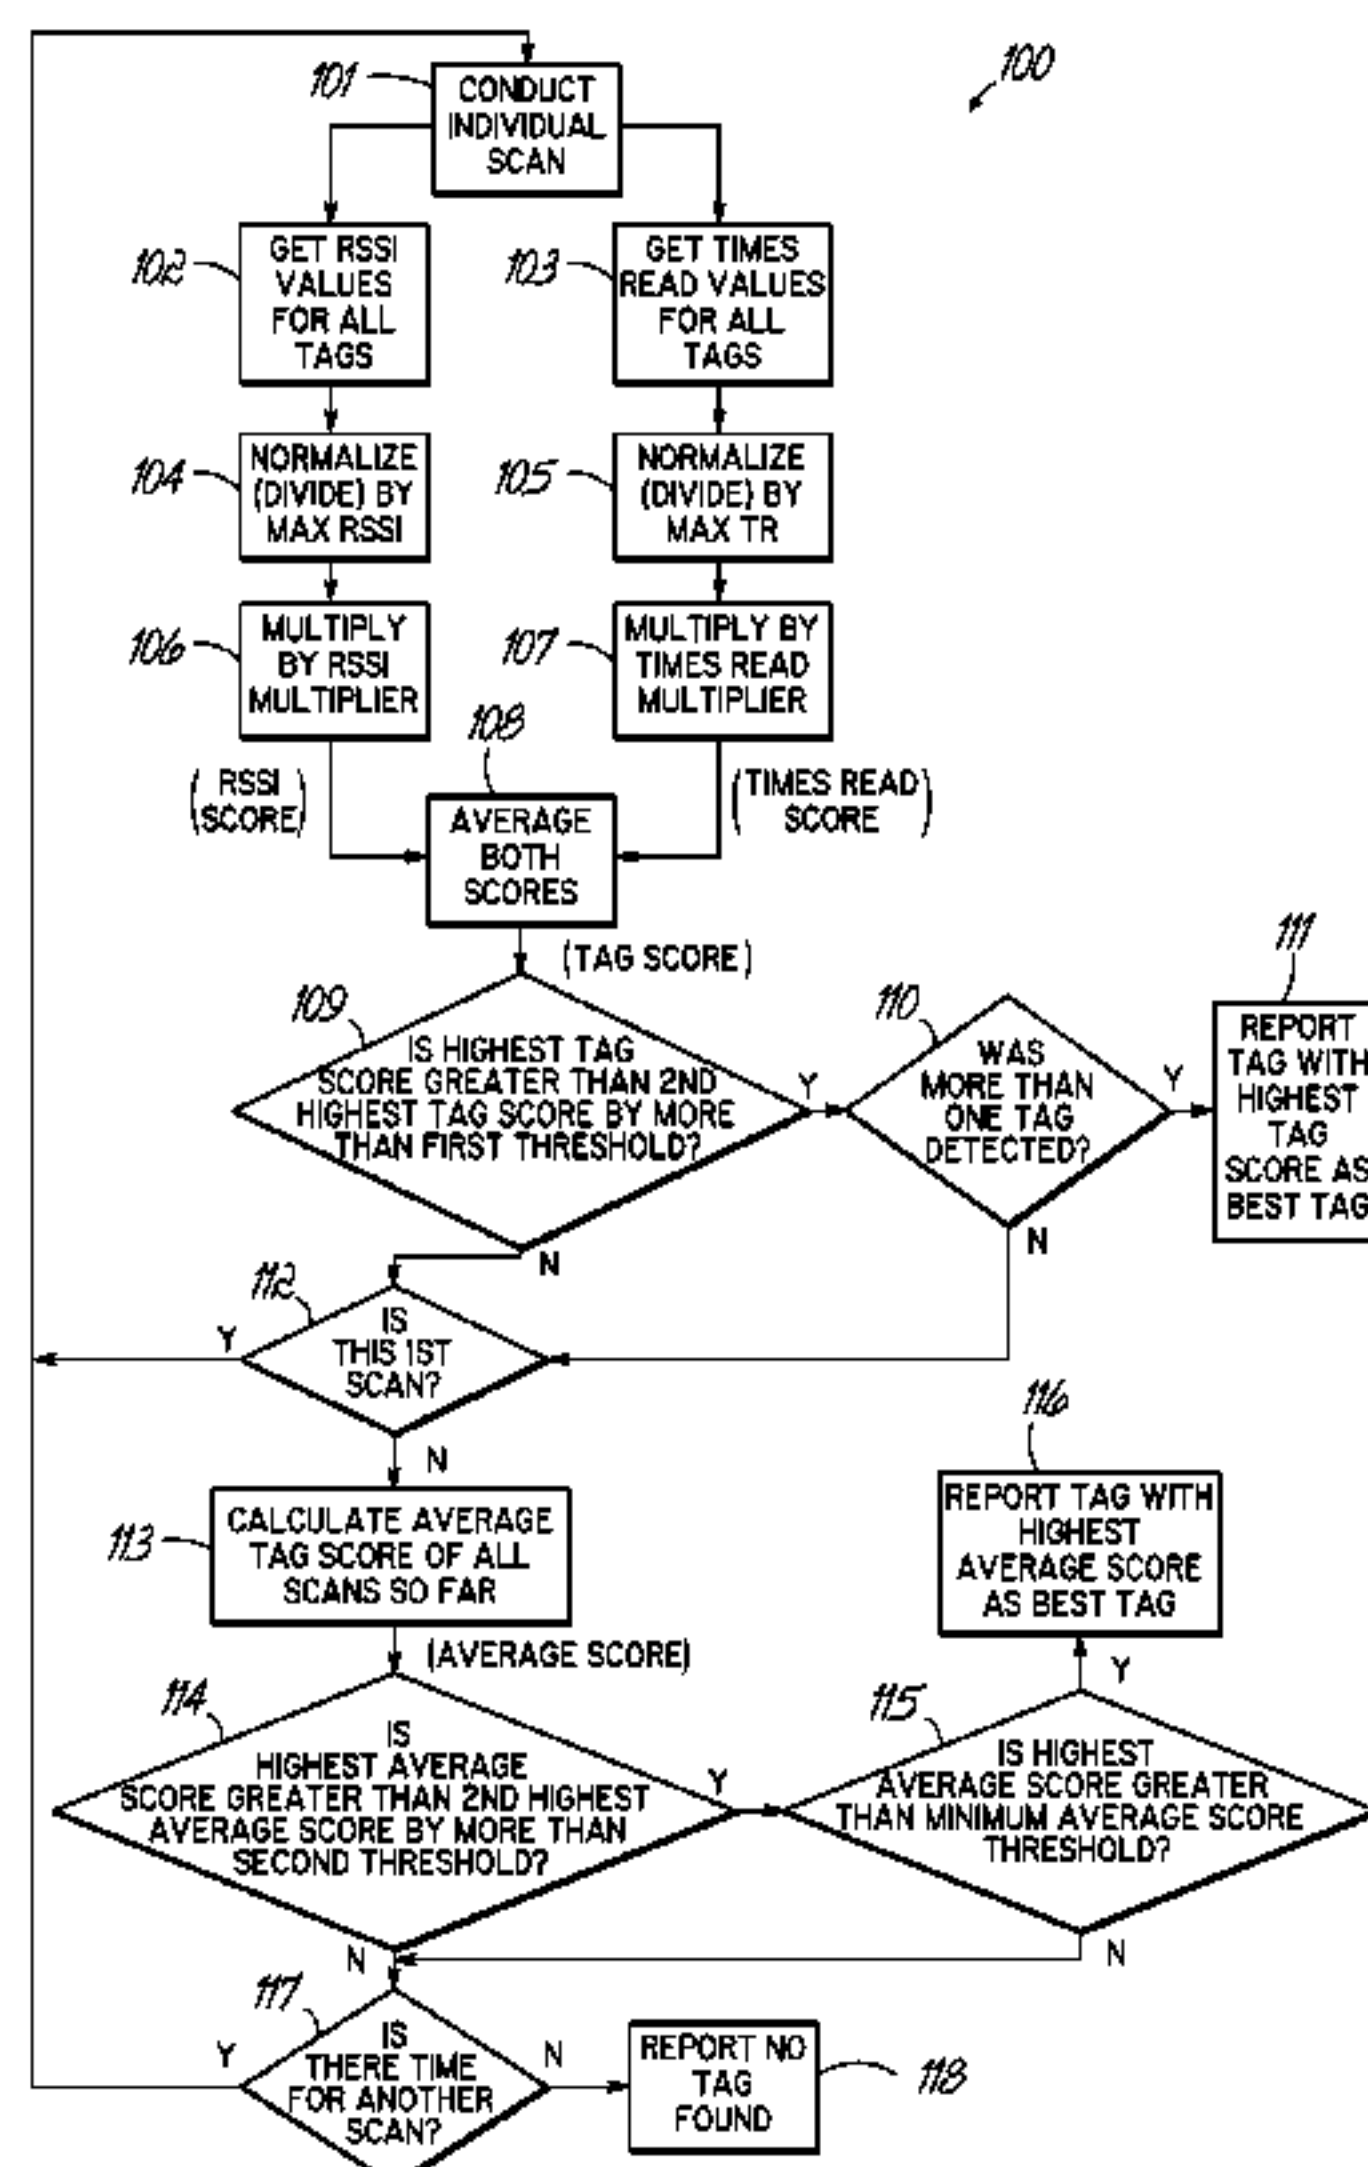 100
101
CONDUCT
INDIVIDUAL
SCAN
102
GET RSSI
VALUES
FOR ALL
TAGS
103
GET TIMES
READ VALUES
FOR ALL
TAGS
104
NORMALIZE
(DIVIDE) BY
MAX RSSI
105
NORMALIZE
(DIVIDE) BY
MAX TR
106
MULTIPLY
BY RSSI
MULTIPLIER
107
MULTIPLY BY
TIMES READ
MULTIPLIER
(RSSI
SCORE)
108
AVERAGE
BOTH
SCORES
(TIMES READ
SCORE)
(TAG SCORE)
109
IS HIGHEST TAG
SCORE GREATER THAN 2ND
HIGHEST TAG SCORE BY MORE
THAN FIRST THRESHOLD?
Y
N
110
WAS
MORE THAN
ONE TAG
DETECTED?
Y
N
111
REPORT
TAG WITH
HIGHEST
TAG
SCORE AS
BEST TAG
112
IS
THIS 1ST
SCAN?
Y
N
113
CALCULATE AVERAGE
TAG SCORE OF ALL
SCANS SO FAR
(AVERAGE SCORE)
114
IS
HIGHEST AVERAGE
SCORE GREATER THAN 2ND HIGHEST
AVERAGE SCORE BY MORE THAN
SECOND THRESHOLD?
Y
N
115
IS HIGHEST
AVERAGE SCORE GREATER
THAN MINIMUM AVERAGE SCORE
THRESHOLD?
Y
N
116
REPORT TAG WITH
HIGHEST
AVERAGE SCORE
AS BEST TAG
117
IS
THERE TIME
FOR ANOTHER
SCAN?
Y
N
REPORT NO
TAG
FOUND
118